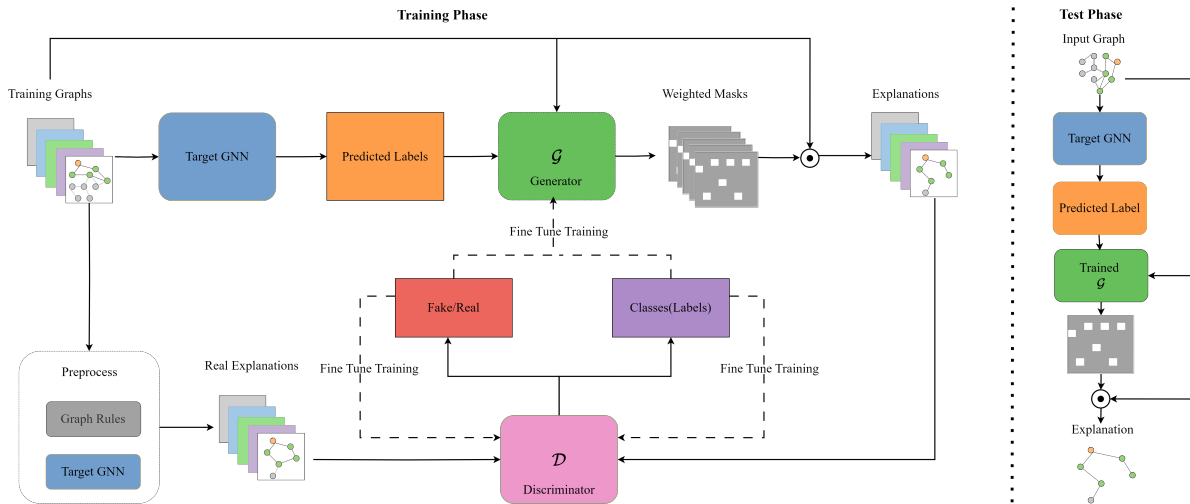 Training Phase
Test Phase
Input Graph
Training Graphs
Weighted Masks
Explanations
Target GNN
Predicted Labels
𝒢
Generator
Target GNN
Predicted Label
Fine Tune Training
Trained
𝒢
Fake/Real
Classes(Labels)
Fine Tune Training
Fine Tune Training
Preprocess
Real Explanations
Graph Rules
Target GNN
𝒟
Discriminator
Explanation